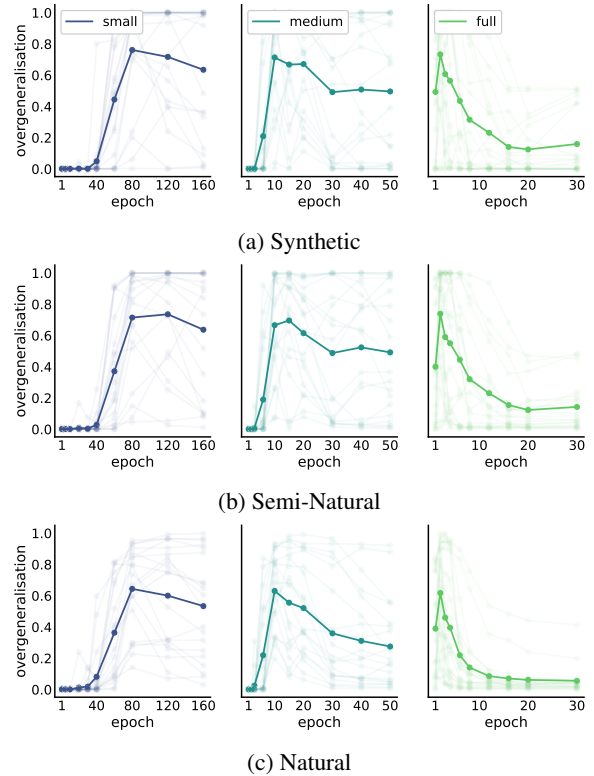 small
medium
full
overgeneralisation
1.0
0.8
0.6
0.4
0.2
0.0
1 40 80 120 160
1 10 20 30 40 50
1 10 20 30
epoch
epoch
epoch
(a) Synthetic
overgeneralisation
1.0
0.8
0.6
0.4
0.2
0.0
1 40 80 120 160
1 10 20 30 40 50
1 10 20 30
epoch
epoch
epoch
(b) Semi-Natural
overgeneralisation
1.0
0.8
0.6
0.4
0.2
0.0
1 40 80 120 160
1 10 20 30 40 50
1 10 20 30
epoch
epoch
epoch
(c) Natural